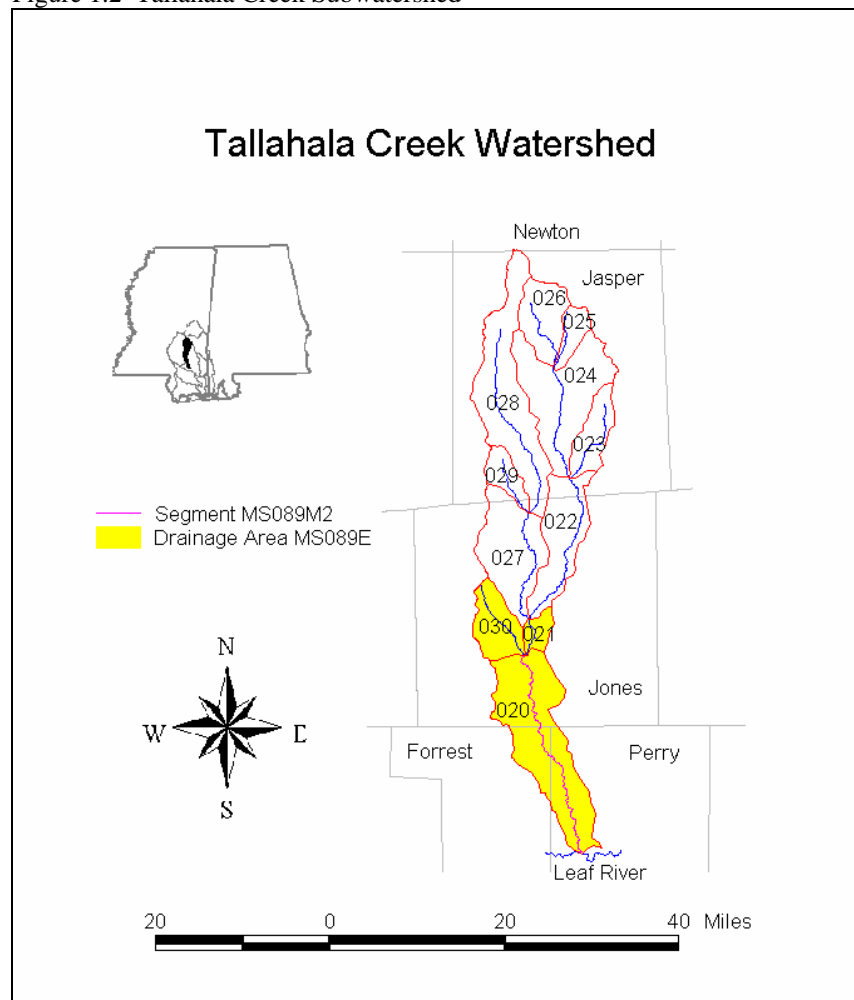 Figure 1.2 Tallahala Creek Subwatershed
Tallahala Creek Watershed
Newton
Jasper
026
025
024
028
023
029
022
Segment MS089M2
Drainage Area MS089E
027
030
021
N
Jones
020
W
E
Forrest
Perry
S
Leaf River
20 0 20 40 Miles